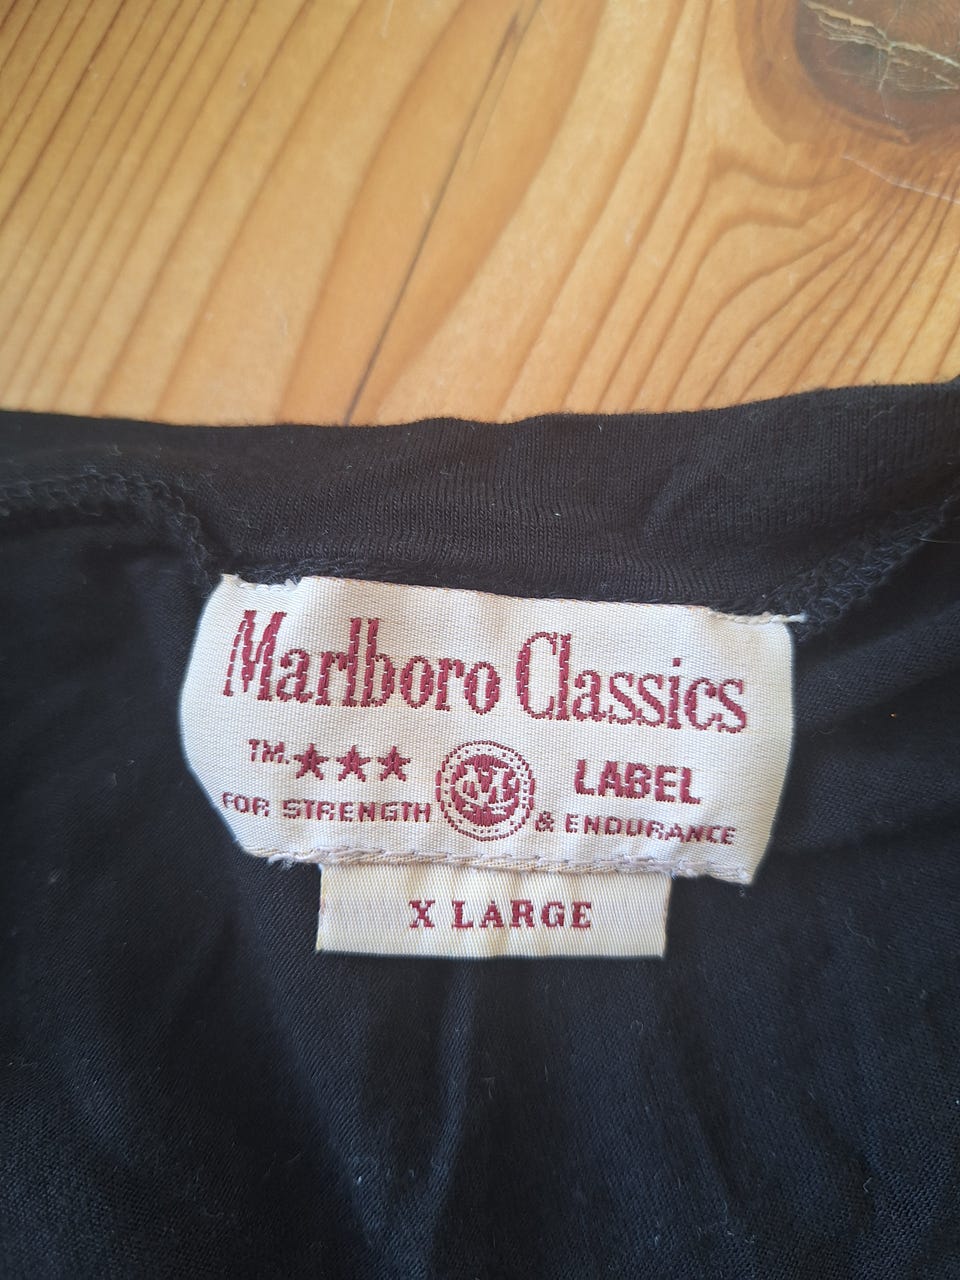 Marlboro Classics
TM. ★★★ LABEL
FOR STRENGTH & ENDURANCE
X LARGE